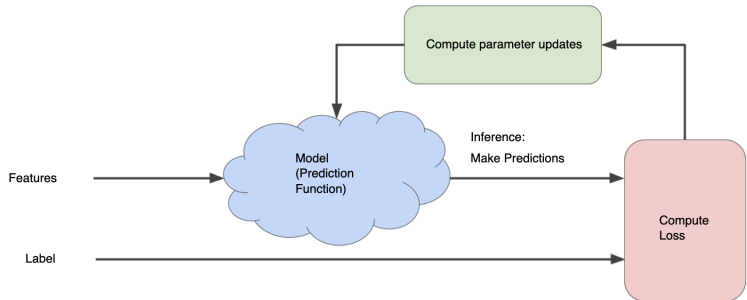 Compute parameter updates
Inference:
Make Predictions
Model
(Prediction
Function)
Features
Compute
Loss
Label